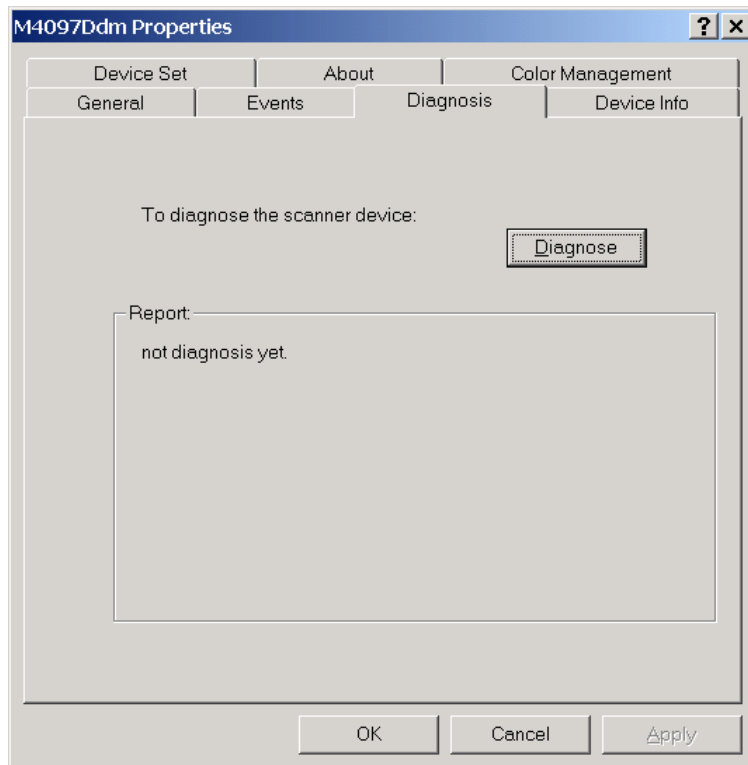 M4097Ddm Properties
Device Set About Color Management
General Events Diagnosis Device Info
To diagnose the scanner device:
Diagnose
Report:
not diagnosis yet.
OK Cancel Apply